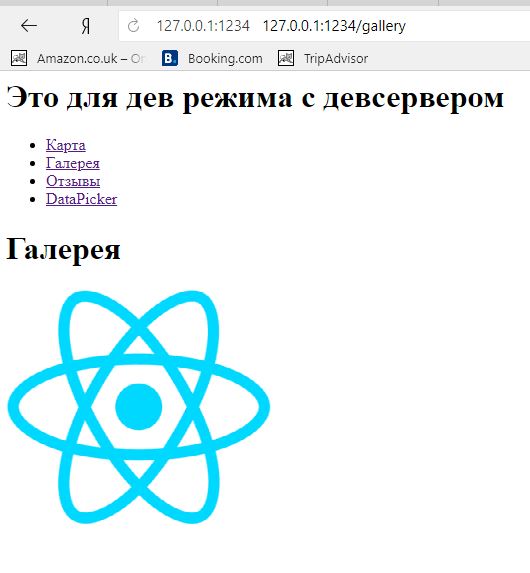 Я 127.0.0.1:1234 127.0.0.1:1234/gallery
Amazon.co.uk – B. Booking.com TripAdvisor
Это для дев режима с девсервером
Карта
Галерея
Отзывы
DataPicker
Галерея